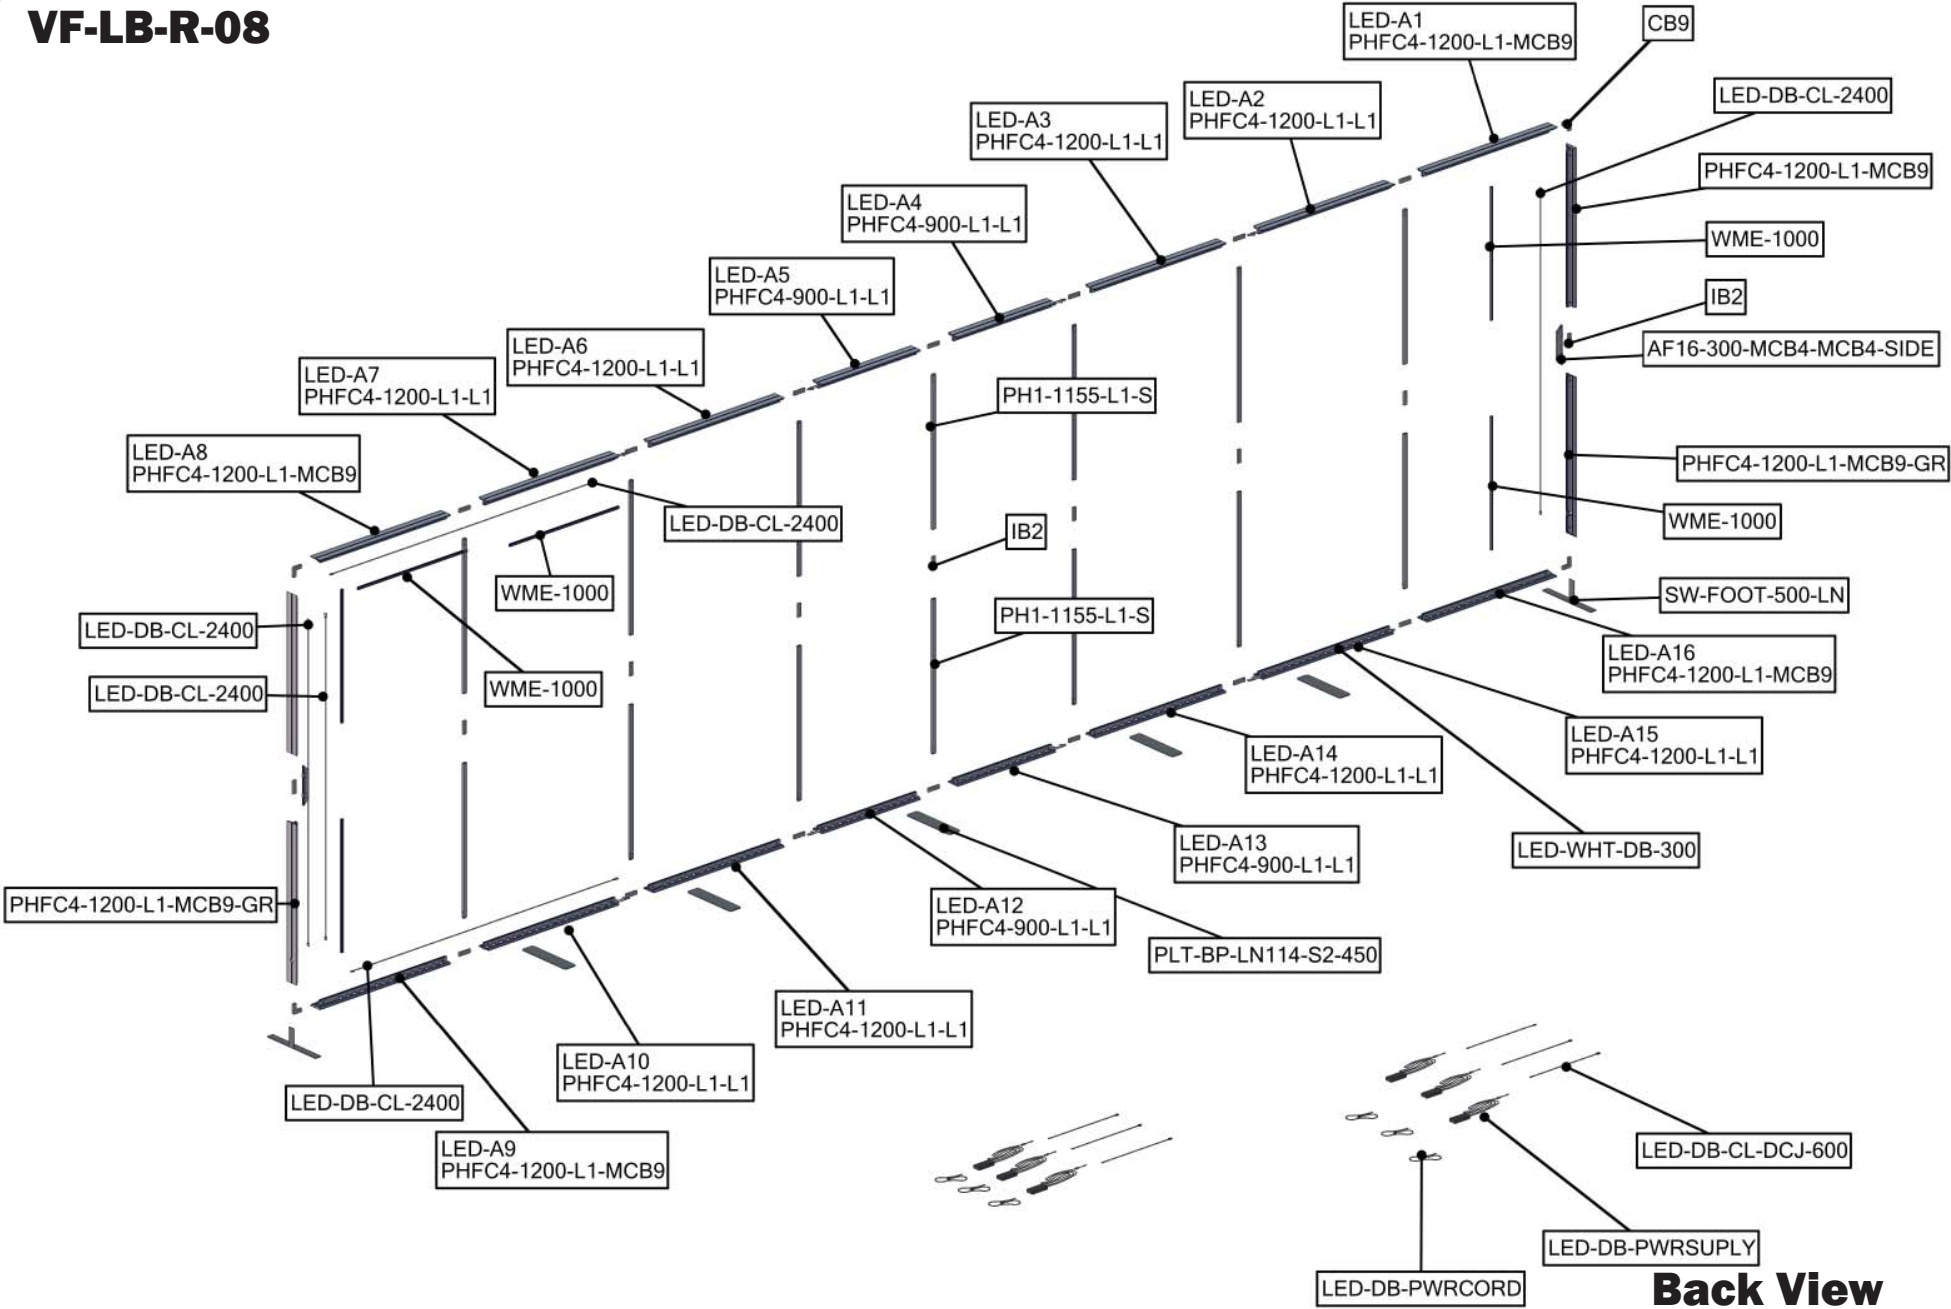 VF-LB-R-08
LED-A1
PHFC4-1200-L1-MCB9
CB9
LED-DB-CL-2400
LED-A2
PHFC4-1200-L1-L1
LED-A3
PHFC4-1200-L1-L1
PHFC4-1200-L1-MCB9
LED-A4
PHFC4-900-L1-L1
WME-1000
LED-A5
PHFC4-900-L1-L1
IB2
LED-A6
PHFC4-1200-L1-L1
AF16-300-MCB4-MCB4-SIDE
LED-A7
PHFC4-1200-L1-L1
PH1-1155-L1-S
LED-A8
PHFC4-1200-L1-MCB9
PHFC4-1200-L1-MCB9-GR
LED-DB-CL-2400
IB2
WME-1000
WME-1000
SW-FOOT-500-LN
LED-DB-CL-2400
PH1-1155-L1-S
LED-A16
PHFC4-1200-L1-MCB9
LED-DB-CL-2400
WME-1000
LED-A15
PHFC4-1200-L1-L1
LED-A14
PHFC4-1200-L1-L1
LED-A13
PHFC4-900-L1-L1
LED-WHT-DB-300
PHFC4-1200-L1-MCB9-GR
LED-A12
PHFC4-900-L1-L1
PLT-BP-LN114-S2-450
LED-A11
PHFC4-1200-L1-L1
LED-A10
PHFC4-1200-L1-L1
LED-DB-CL-2400
LED-A9
PHFC4-1200-L1-MCB9
LED-DB-CL-DCJ-600
LED-DB-PWRSUPLY
LED-DB-PWRCORD
Back View